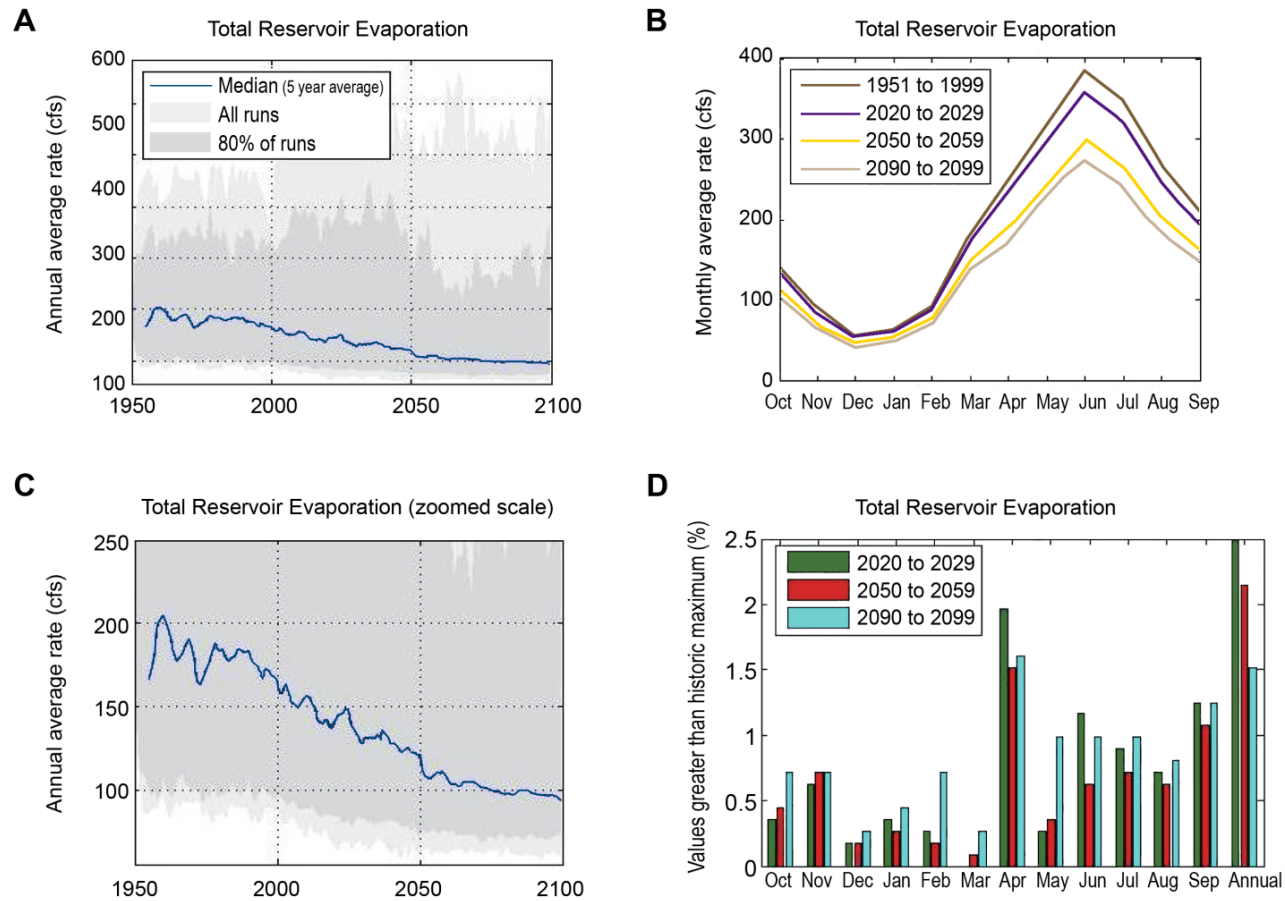 A
Total Reservoir Evaporation
Annual average rate (cfs)
600
500
400
300
200
100
Median (5 year average)
All runs
80% of runs
1950
2000
2050
2100
B
Total Reservoir Evaporation
Monthly average rate (cfs)
400
300
200
100
0
1951 to 1999
2020 to 2029
2050 to 2059
2090 to 2099
Oct Nov Dec Jan Feb Mar Apr May Jun Jul Aug Sep
C
Total Reservoir Evaporation (zoomed scale)
Annual average rate (cfs)
250
200
150
100
1950
2000
2050
2100
D
Total Reservoir Evaporation
Values greater than historic maximum (%)
2.5
2
1.5
1
0.5
0
2020 to 2029
2050 to 2059
2090 to 2099
Oct Nov Dec Jan Feb Mar Apr May Jun Jul Aug Sep Annual